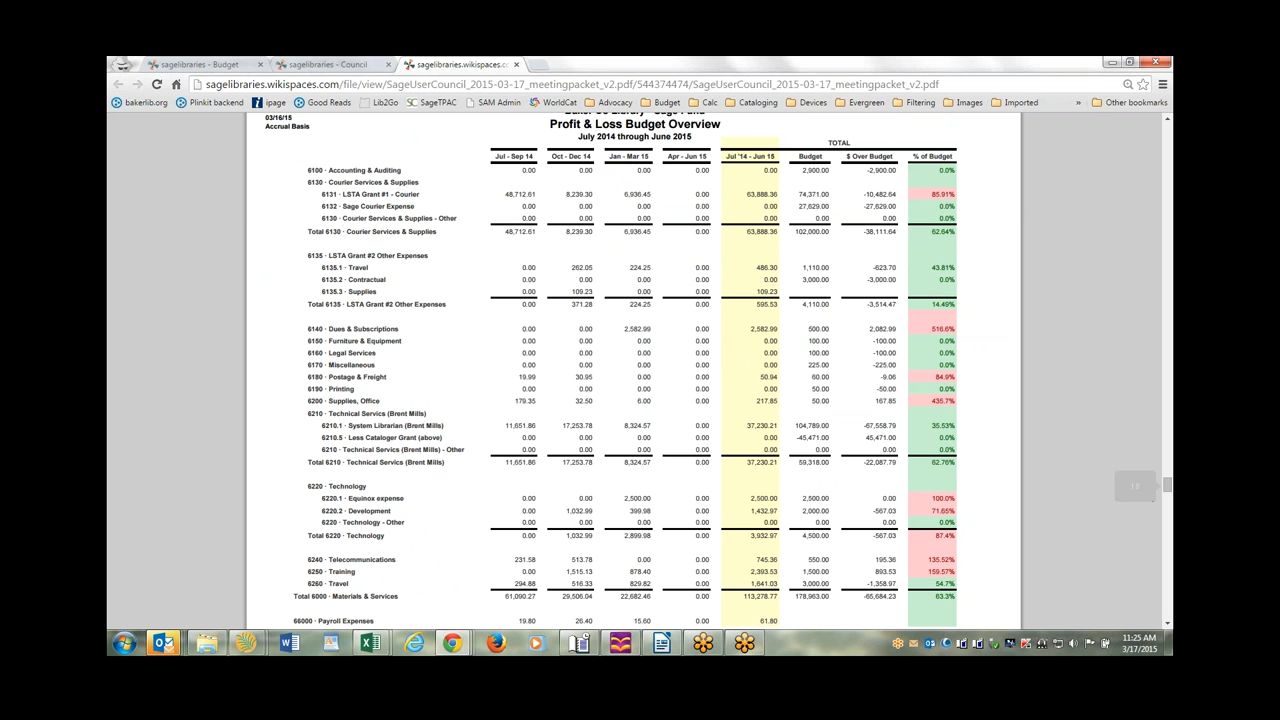 sagelibraries - Budget
sagelibraries - Council
sagelibraries.wikispaces.co
sagelibraries.wikispaces.com/file/view/SageUserCouncil_2015-03-17_meetingpacket_v2.pdf/544374474/SageUserCouncil_2015-03-17_meetingpacket_v2.pdf
bakerlib.org Plinkit backend ipage Good Reads Lib2Go SageTPAC SAM Admin WorldCat Advocacy Budget Calc Cataloging Devices Evergreen Filtering Images Imported » Other bookmarks
03/16/15
Accrual Basis
Profit & Loss Budget Overview
July 2014 through June 2015
TOTAL
Jul - Sep 14 Oct - Dec 14 Jan - Mar 15 Apr - Jun 15 Jul '14 - Jun 15 Budget $ Over Budget % of Budget
6100 · Accounting & Auditing 0.00 0.00 0.00 0.00 0.00 2,900.00 -2,900.00 0.0%
6130 · Courier Services & Supplies
6131 · LSTA Grant #1 - Courier 48,712.61 8,239.30 6,936.45 0.00 63,888.36 74,371.00 -10,482.64 85.91%
6132 · Sage Courier Expense 0.00 0.00 0.00 0.00 0.00 27,629.00 -27,629.00 0.0%
6130 · Courier Services & Supplies - Other 0.00 0.00 0.00 0.00 0.00 0.00 0.00 0.0%
Total 6130 · Courier Services & Supplies 48,712.61 8,239.30 6,936.45 0.00 63,888.36 102,000.00 -38,111.64 62.64%
6135 · LSTA Grant #2 Other Expenses
6135.1 · Travel 0.00 262.05 224.25 0.00 486.30 1,110.00 -623.70 43.81%
6135.2 · Contractual 0.00 0.00 0.00 0.00 0.00 3,000.00 -3,000.00 0.0%
6135.3 · Supplies 0.00 109.23 0.00 0.00 109.23
Total 6135 · LSTA Grant #2 Other Expenses 0.00 371.28 224.25 0.00 595.53 4,110.00 -3,514.47 14.49%
6140 · Dues & Subscriptions 0.00 0.00 2,582.99 0.00 2,582.99 500.00 2,082.99 516.6%
6150 · Furniture & Equipment 0.00 0.00 0.00 0.00 0.00 100.00 -100.00 0.0%
6160 · Legal Services 0.00 0.00 0.00 0.00 0.00 100.00 -100.00 0.0%
6170 · Miscellaneous 0.00 0.00 0.00 0.00 0.00 225.00 -225.00 0.0%
6180 · Postage & Freight 19.99 30.95 0.00 0.00 50.94 60.00 -9.06 84.9%
6190 · Printing 0.00 0.00 0.00 0.00 0.00 50.00 -50.00 0.0%
6200 · Supplies, Office 179.35 32.50 6.00 0.00 217.85 50.00 167.85 435.7%
6210 · Technical Servics (Brent Mills)
6210.1 · System Librarian (Brent Mills) 11,651.86 17,253.78 8,324.57 0.00 37,230.21 104,789.00 -67,558.79 35.53%
6210.5 · Less Cataloger Grant (above) 0.00 0.00 0.00 0.00 0.00 -45,471.00 45,471.00 0.0%
6210 · Technical Servics (Brent Mills) - Other 0.00 0.00 0.00 0.00 0.00 0.00 0.00 0.0%
Total 6210 · Technical Servics (Brent Mills) 11,651.86 17,253.78 8,324.57 0.00 37,230.21 59,318.00 -22,087.79 62.76%
6220 · Technology
6220.1 · Equinox expense 0.00 0.00 2,500.00 0.00 2,500.00 2,500.00 0.00 100.0%
6220.2 · Development 0.00 1,032.99 399.98 0.00 1,432.97 2,000.00 -567.03 71.65%
6220 · Technology - Other 0.00 0.00 0.00 0.00 0.00 0.00 0.00 0.0%
Total 6220 · Technology 0.00 1,032.99 2,899.98 0.00 3,932.97 4,500.00 -567.03 87.4%
6240 · Telecommunications 231.58 513.78 0.00 0.00 745.36 550.00 195.36 135.52%
6250 · Training 0.00 1,515.13 878.40 0.00 2,393.53 1,500.00 893.53 159.57%
6260 · Travel 294.88 516.33 829.82 0.00 1,641.03 3,000.00 -1,358.97 54.7%
Total 6000 · Materials & Services 61,090.27 29,506.04 22,682.46 0.00 113,278.77 178,963.00 -65,684.23 63.3%
66000 · Payroll Expenses 19.80 26.40 15.60 0.00 61.80
11:25 AM
3/17/2015